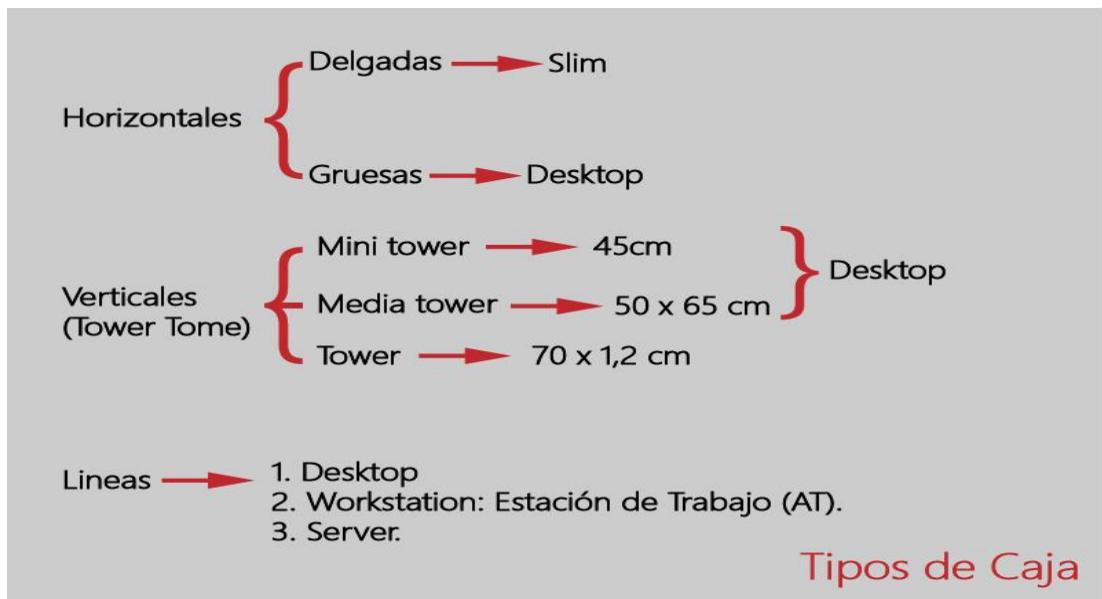 Delgadas Slim
Horizontales
Gruesas Desktop
Mini tower 45cm
Desktop
Verticales
(Tower Tome)
Media tower 50 x 65 cm
Tower 70 x 1,2 cm
Lineas
1. Desktop
2. Workstation: Estación de Trabajo (AT).
3. Server.
Tipos de Caja